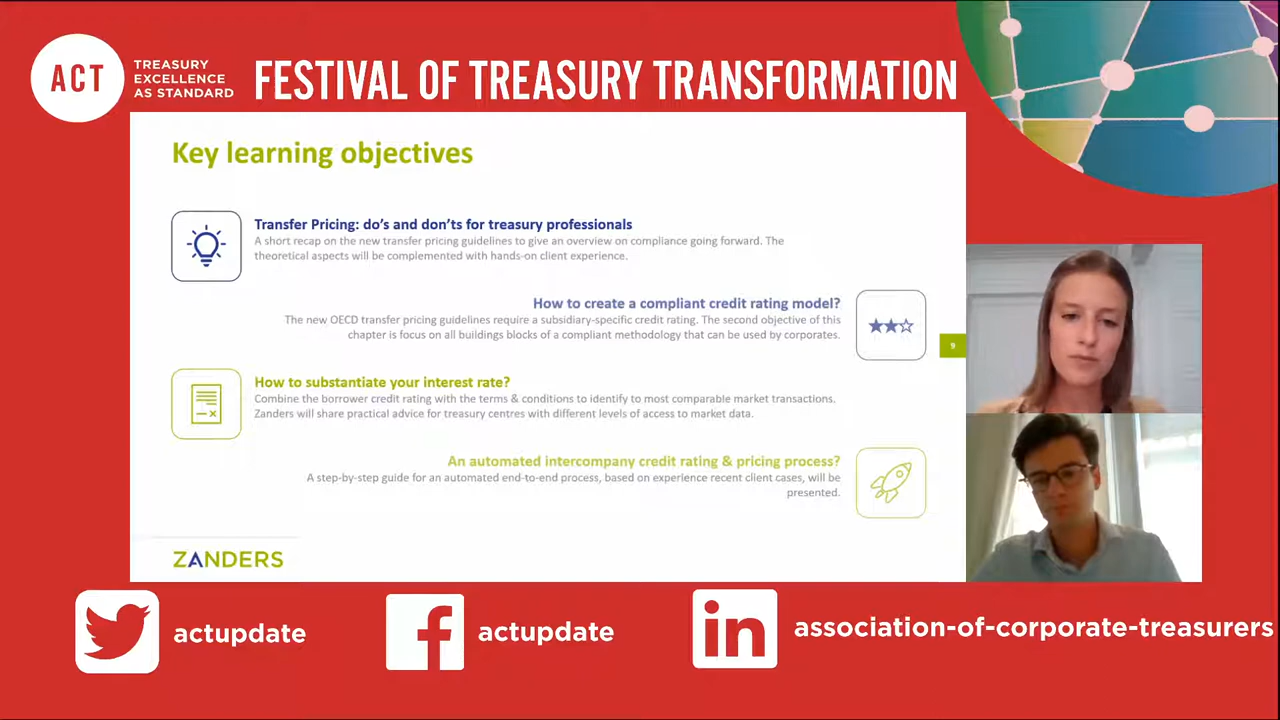 ACT
TREASURY
EXCELLENCE
AS STANDARD
FESTIVAL OF TREASURY TRANSFORMATION
Key learning objectives
Transfer Pricing: do's and don'ts for treasury professionals
A short recap on the new transfer pricing guidelines to give an overview on compliance going forward. The
theoretical aspects will be complemented with hands-on client experience.
How to create a compliant credit rating model?
The new OECD transfer pricing guidelines require a subsidiary-specific credit rating. The second objective of this
chapter is focus on all buildings blocks of a compliant methodology that can be used by corporates.
9
How to substantiate your interest rate?
Combine the borrower credit rating with the terms & conditions to identify to most comparable market transactions.
Zanders will share practical advice for treasury centres with different levels of access to market data.
An automated intercompany credit rating & pricing process?
A step-by-step guide for an automated end-to-end process, based on experience recent client cases, will be
presented.
ZANDERS
actupdate
actupdate
in
association-of-corporate-treasurers